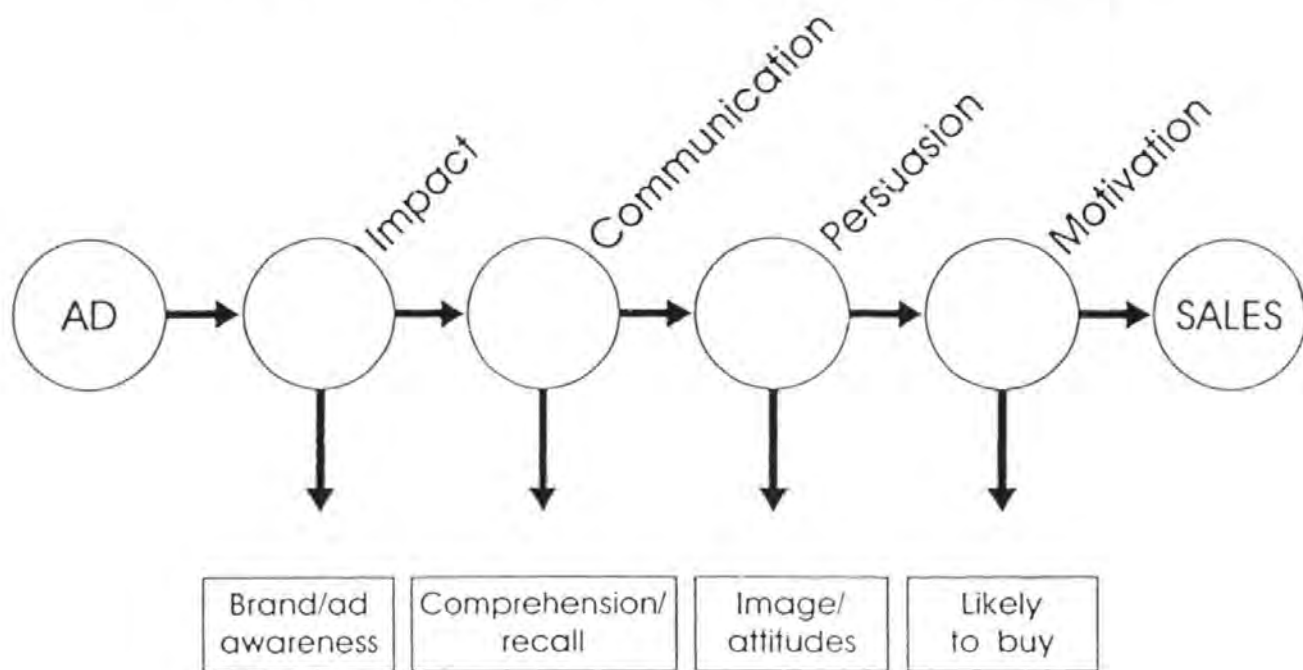 Impact
Communication
Persuasion
Motivation
AD
SALES
Brand/ad
awareness
Comprehension/
recall
Image/
attitudes
Likely
to buy